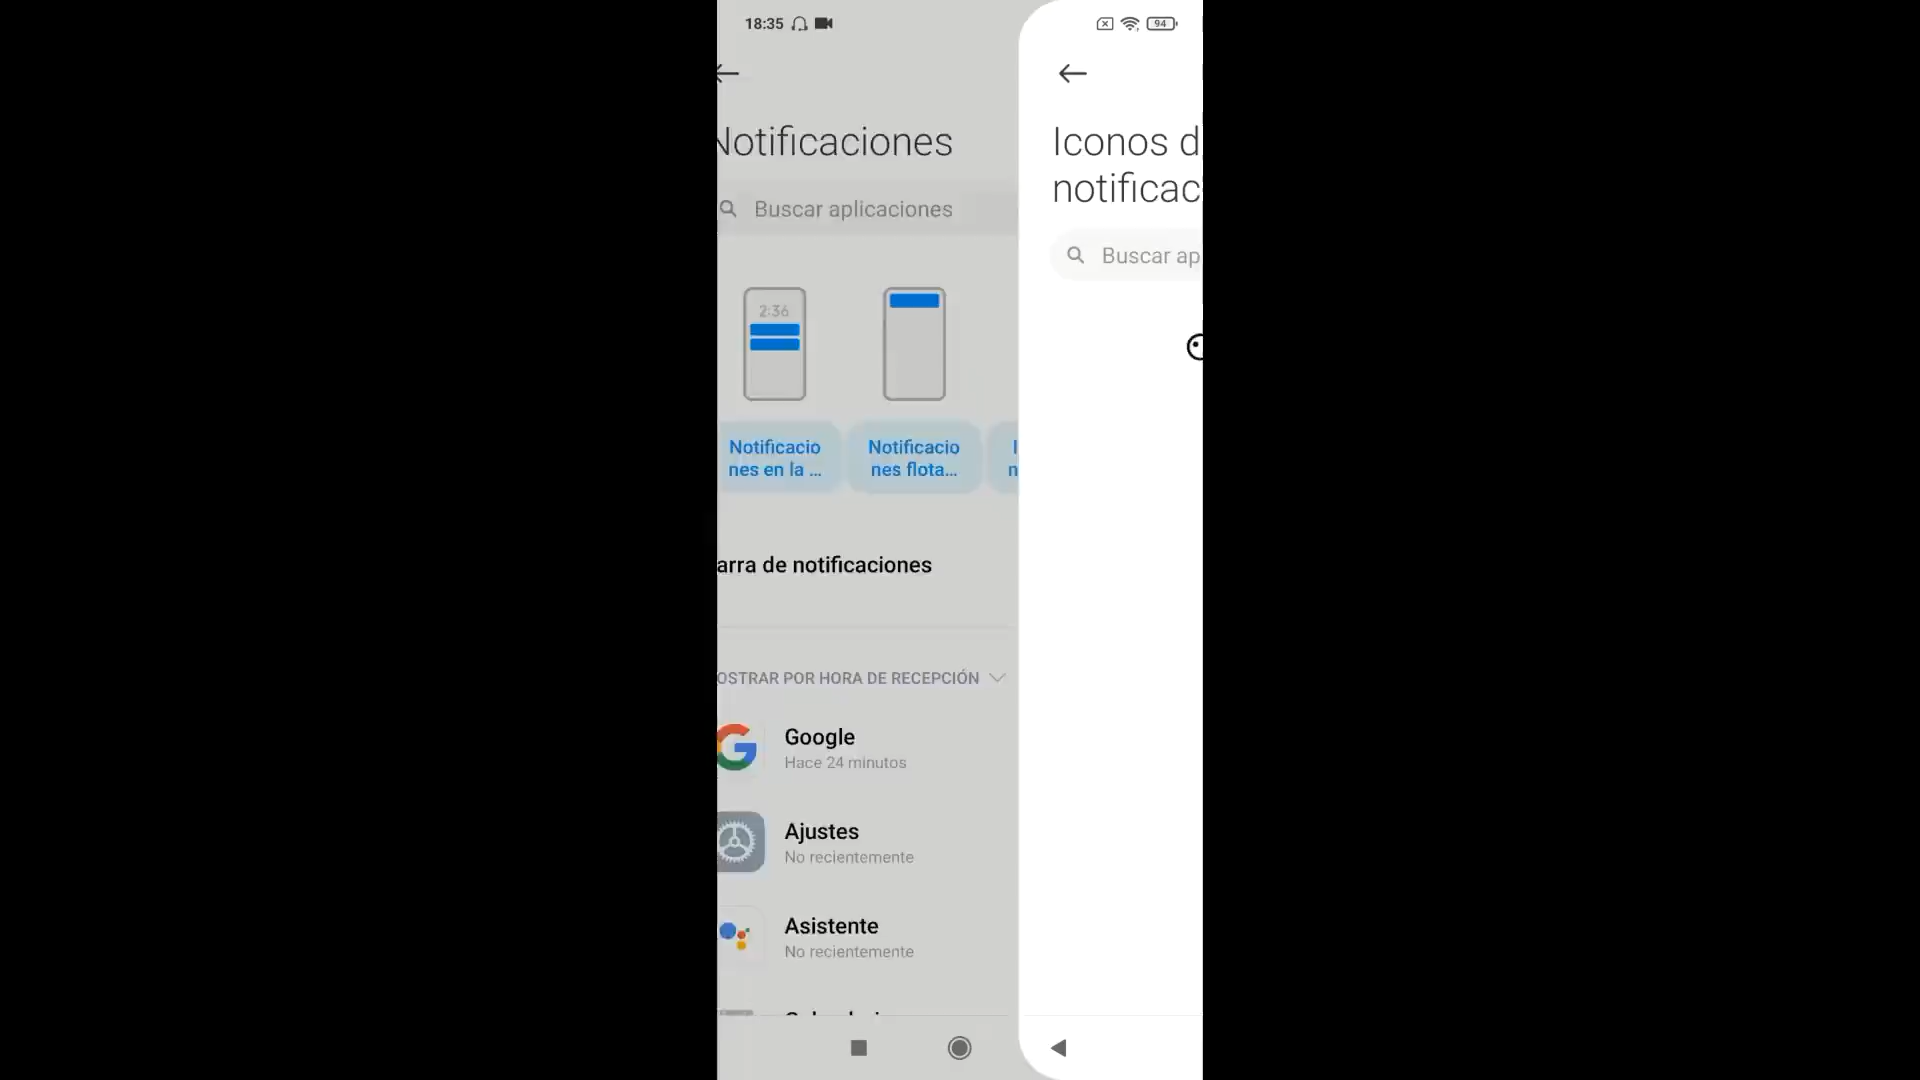 18:35
94
Notificaciones
Buscar aplicaciones
2:36
Notificacio
nes en la ...
Notificacio
nes flota...
arra de notificaciones
OSTRAR POR HORA DE RECEPCIÓN
Google
Hace 24 minutos
Ajustes
No recientemente
Asistente
No recientemente
Iconos d
notificac
Buscar ap